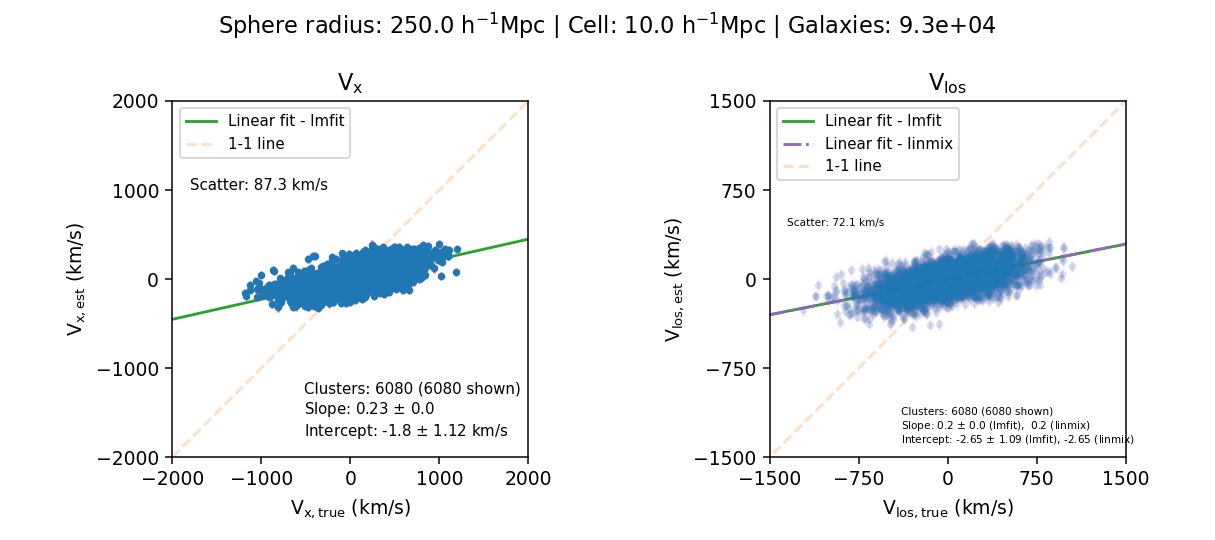 Sphere radius: 250.0 h⁻¹Mpc | Cell: 10.0 h⁻¹Mpc | Galaxies: 9.3e+04
Vx
2000
1000
0
−1000
−2000
Vx, est (km/s)
Linear fit - lmfit
1-1 line
Scatter: 87.3 km/s
Clusters: 6080 (6080 shown)
Slope: 0.23 ± 0.0
Intercept: -1.8 ± 1.12 km/s
−2000 −1000 0 1000 2000
Vx, true (km/s)
Vlos
1500
750
0
−750
−1500
Vlos, est (km/s)
Linear fit - lmfit
Linear fit - linmix
1-1 line
Scatter: 72.1 km/s
Clusters: 6080 (6080 shown)
Slope: 0.2 ± 0.0 (lmfit),  0.2 (linmix)
Intercept: -2.65 ± 1.09 (lmfit), -2.65 (linmix)
−1500 −750 0 750 1500
Vlos, true (km/s)